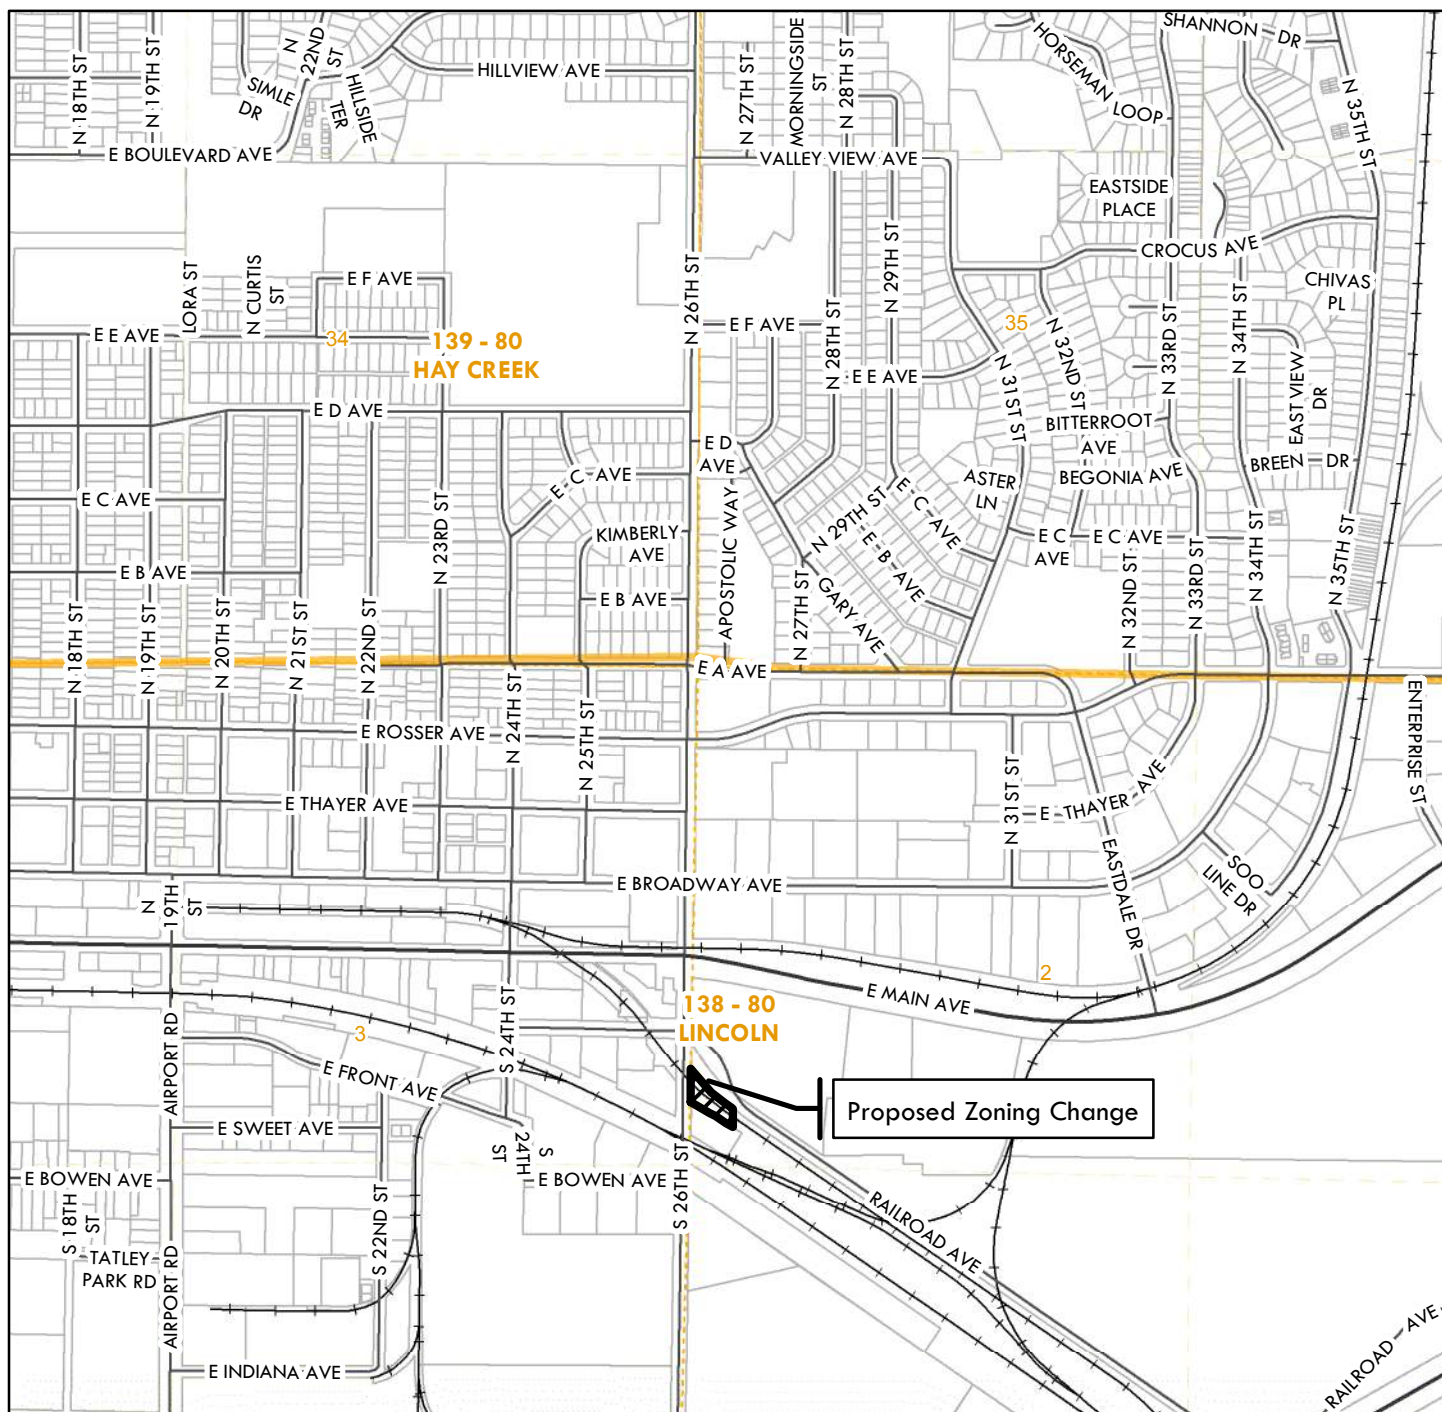 SHANNON DR
N 18TH ST
N 19TH ST
N
22ND
ST
SIMLE
DR
HILLSIDE
TER
HILLVIEW AVE
N 27TH ST
MORNINGSIDE
ST
N 28TH ST
HORSEMAN LOOP
N 35TH ST
E BOULEVARD AVE
VALLEY VIEW AVE
EASTSIDE
PLACE
CROCUS AVE
LORA ST
N CURTIS
ST
E F AVE
N 26TH ST
N 29TH ST
CHIVAS
PL
E E AVE
34
139 - 80
HAY CREEK
E F AVE
N 28TH ST
35
N 32ND ST
N 33RD ST
N 34TH ST
E E AVE
N 31ST ST
EAST VIEW
DR
E D AVE
E D
AVE
BITTERROOT
AVE
BREEN DR
E C AVE
E C AVE
ASTER
LN
BEGONIA AVE
N 23RD ST
KIMBERLY
AVE
APOSTOLIC WAY
N 29TH ST
E C AVE
E B AVE
E C
AVE
E C AVE
N 34TH ST
N 35TH ST
E B AVE
E B AVE
N 27TH ST
GARY AVE
N 32ND ST
N 33RD ST
N 18TH ST
N 19TH ST
N 20TH ST
N 21ST ST
N 22ND ST
E A AVE
N 24TH ST
N 25TH ST
E ROSSER AVE
ENTERPRISE ST
E THAYER AVE
N 31ST ST
E THAYER AVE
EASTDALE DR
SOO
LINE DR
E BROADWAY AVE
N
19TH
ST
2
E MAIN AVE
138 - 80
LINCOLN
3
AIRPORT RD
S 24TH ST
E FRONT AVE
Proposed Zoning Change
E SWEET AVE
S
24TH
ST
E BOWEN AVE
E BOWEN AVE
S 18TH
ST
S 22ND ST
S 26TH ST
RAILROAD AVE
TATLEY
PARK RD
AIRPORT RD
E INDIANA AVE
RAILROAD AVE